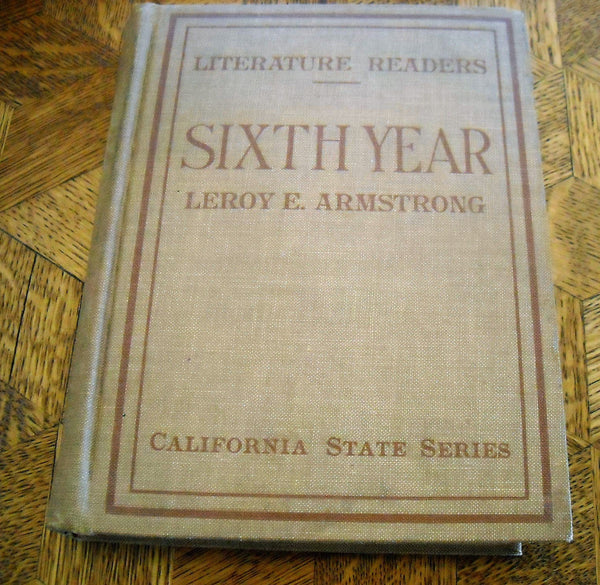 LITERATURE READERS
SIXTH YEAR
LEROY E. ARMSTRONG
CALIFORNIA STATE SERIES